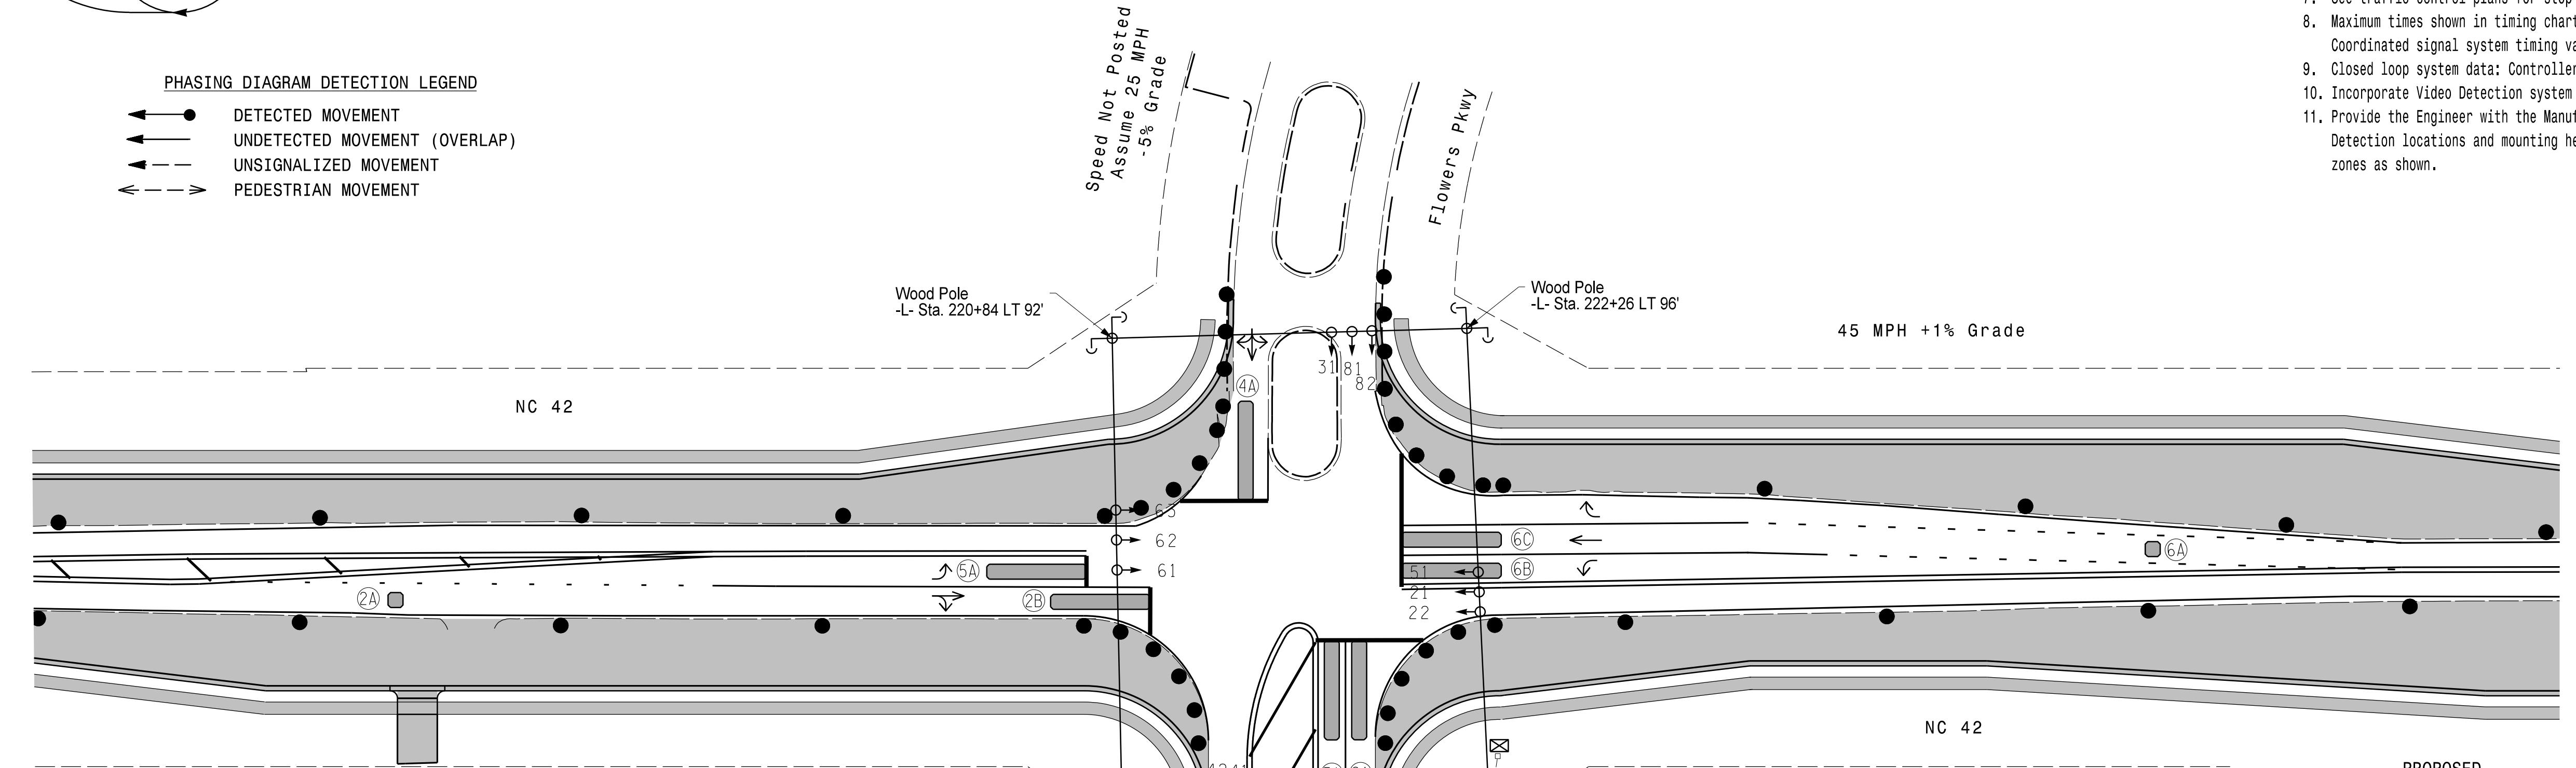 PHASING DIAGRAM DETECTION LEGEND
DETECTED MOVEMENT
UNDETECTED MOVEMENT (OVERLAP)
UNSIGNALIZED MOVEMENT
PEDESTRIAN MOVEMENT
Speed Not Posted
Assume 25 MPH
-5% Grade
Flowers Pkwy
8. Maximum times shown in timing chart
Coordinated signal system timing
9. Closed loop system data: Controller
10. Incorporate Video Detection system
11. Provide the Engineer with the
Detection locations and mounting
zones as shown.
Wood Pole
-L- Sta. 220+84 LT 92'
Wood Pole
-L- Sta. 222+26 LT 96'
45 MPH +1% Grade
31
81
82
4A
NC 42
63
62
61
6C
6A
6B
5A
51
2A
2B
21
22
NC 42